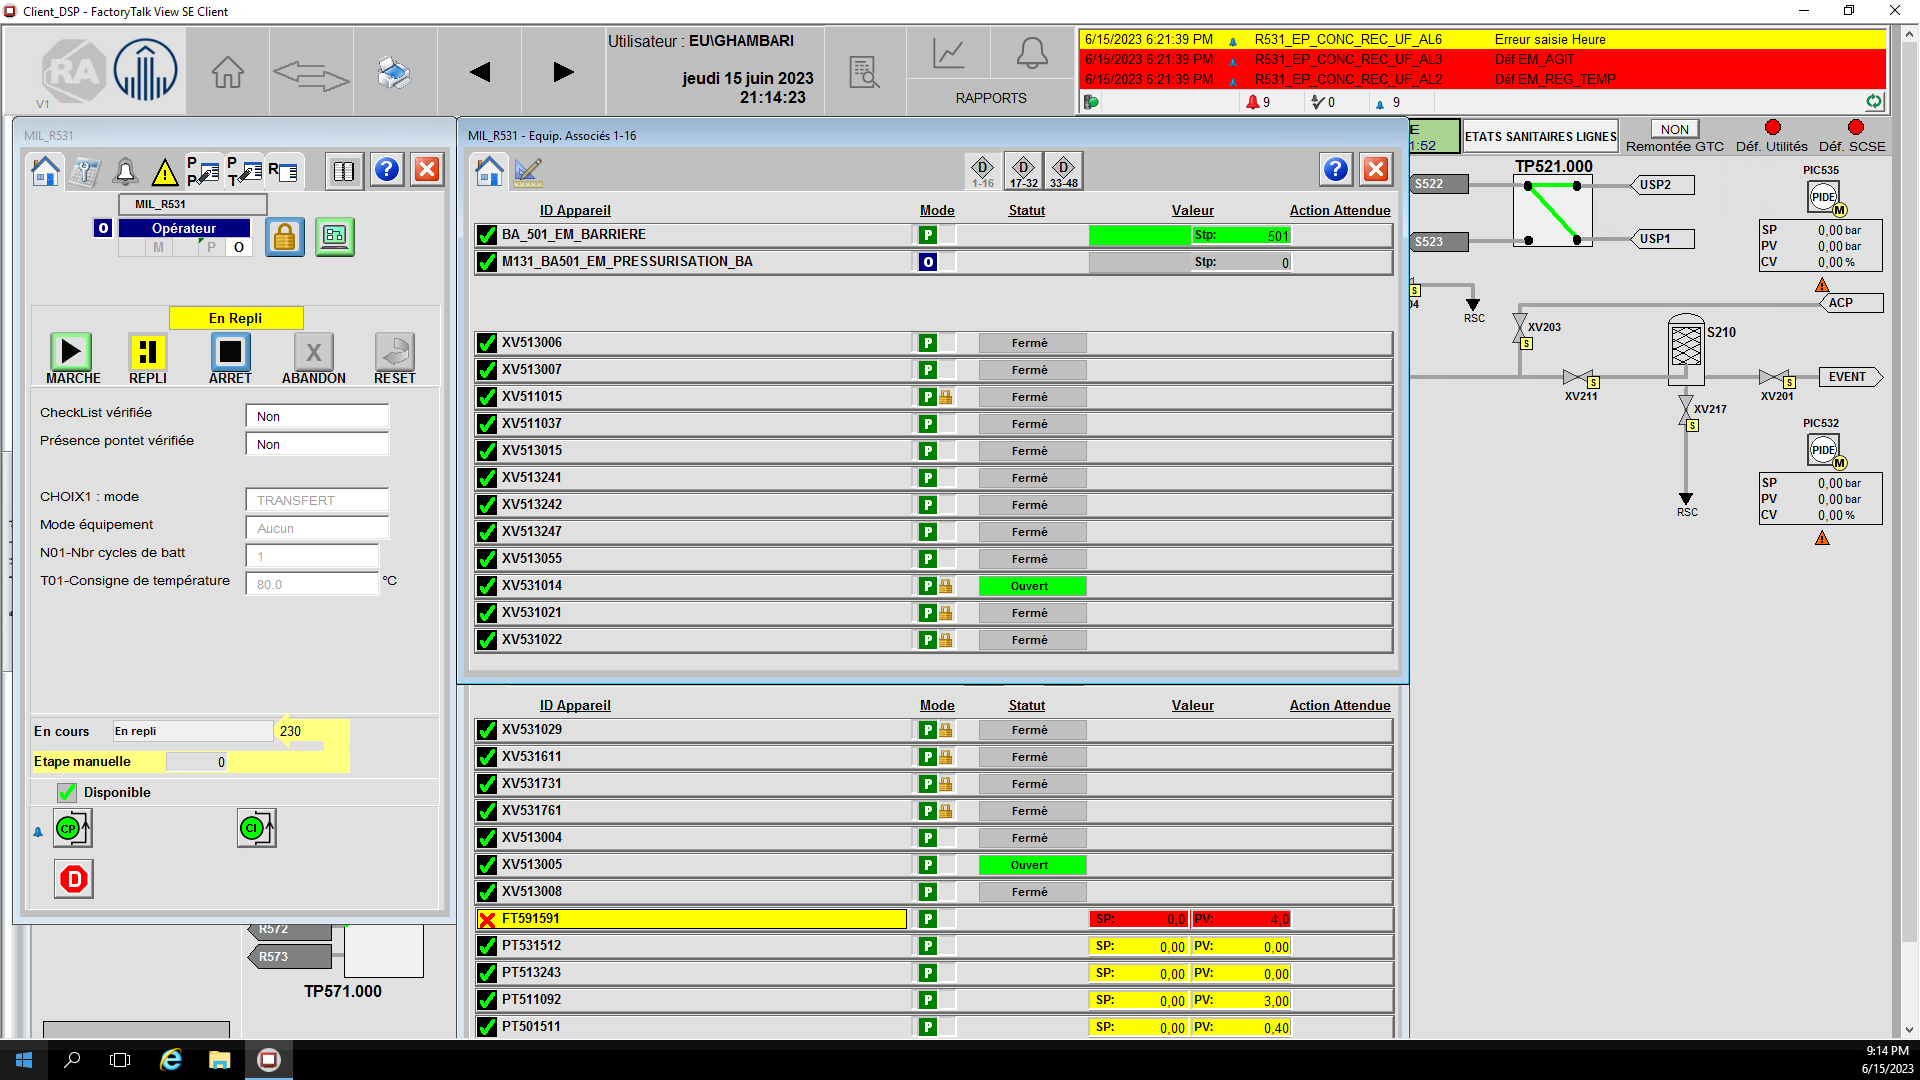 Client_DSP - FactoryTalk View SE Client
RA
V1
Utilisateur : EU\GHAMBARI
jeudi 15 juin 2023
21:14:23
RAPPORTS
6/15/2023 6:21:39 PM R531_EP_CONC_REC_UF_AL6 Erreur saisie Heure
6/15/2023 6:21:39 PM R531_EP_CONC_REC_UF_AL3 Déf EM_AGIT
6/15/2023 6:21:39 PM R531_EP_CONC_REC_UF_AL2 Déf EM_REG_TEMP
9 0 9
MIL_R531
P P P T R
MIL_R531
O Opérateur
M P O
En Repli
MARCHE REPLI ARRET ABANDON RESET
X
CheckList vérifiée Non
Présence pontet vérifiée Non
CHOIX1 : mode TRANSFERT
Mode équipement Aucun
N01-Nbr cycles de batt 1
T01-Consigne de température 80.0 °C
En cours En repli 230
Etape manuelle 0
Disponible
CP CI
D
MIL_R531 - Equip. Associés 1-16
D D D
1-16 17-32 33-48
?
ID Appareil Mode Statut Valeur Action Attendue
BA_501_EM_BARRIERE P Stp: 501
M131_BA501_EM_PRESSURISATION_BA O Stp: 0
XV513006 P Fermé
XV513007 P Fermé
XV511015 P Fermé
XV511037 P Fermé
XV513015 P Fermé
XV513241 P Fermé
XV513242 P Fermé
XV513247 P Fermé
XV513055 P Fermé
XV531014 P Ouvert
XV531021 P Fermé
XV531022 P Fermé
ID Appareil Mode Statut Valeur Action Attendue
XV531029 P Fermé
XV531611 P Fermé
XV531731 P Fermé
XV531761 P Fermé
XV513004 P Fermé
XV513005 P Ouvert
XV513008 P Fermé
FT591591 P SP: 0,0 PV: 4,0
PT531512 P SP: 0,00 PV: 0,00
PT513243 P SP: 0,00 PV: 0,00
PT511092 P SP: 0,00 PV: 3,00
PT501511 P SP: 0,00 PV: 0,40
E
1:52
ETATS SANITAIRES LIGNES
NON
Remontée GTC Déf. Utilités Déf. SCSE
TP521.000
S522 USP2
S523 USP1
PIC535
PIDE
M
SP 0,00 bar
PV 0,00 bar
CV 0,00 %
ACP
S
04
RSC
XV203
S
S210
XV211
S
XV201
S
EVENT
XV217
S
RSC
PIC532
PIDE
M
SP 0,00 bar
PV 0,00 bar
CV 0,00 %
R572
R573
TP571.000
9:14 PM
6/15/2023